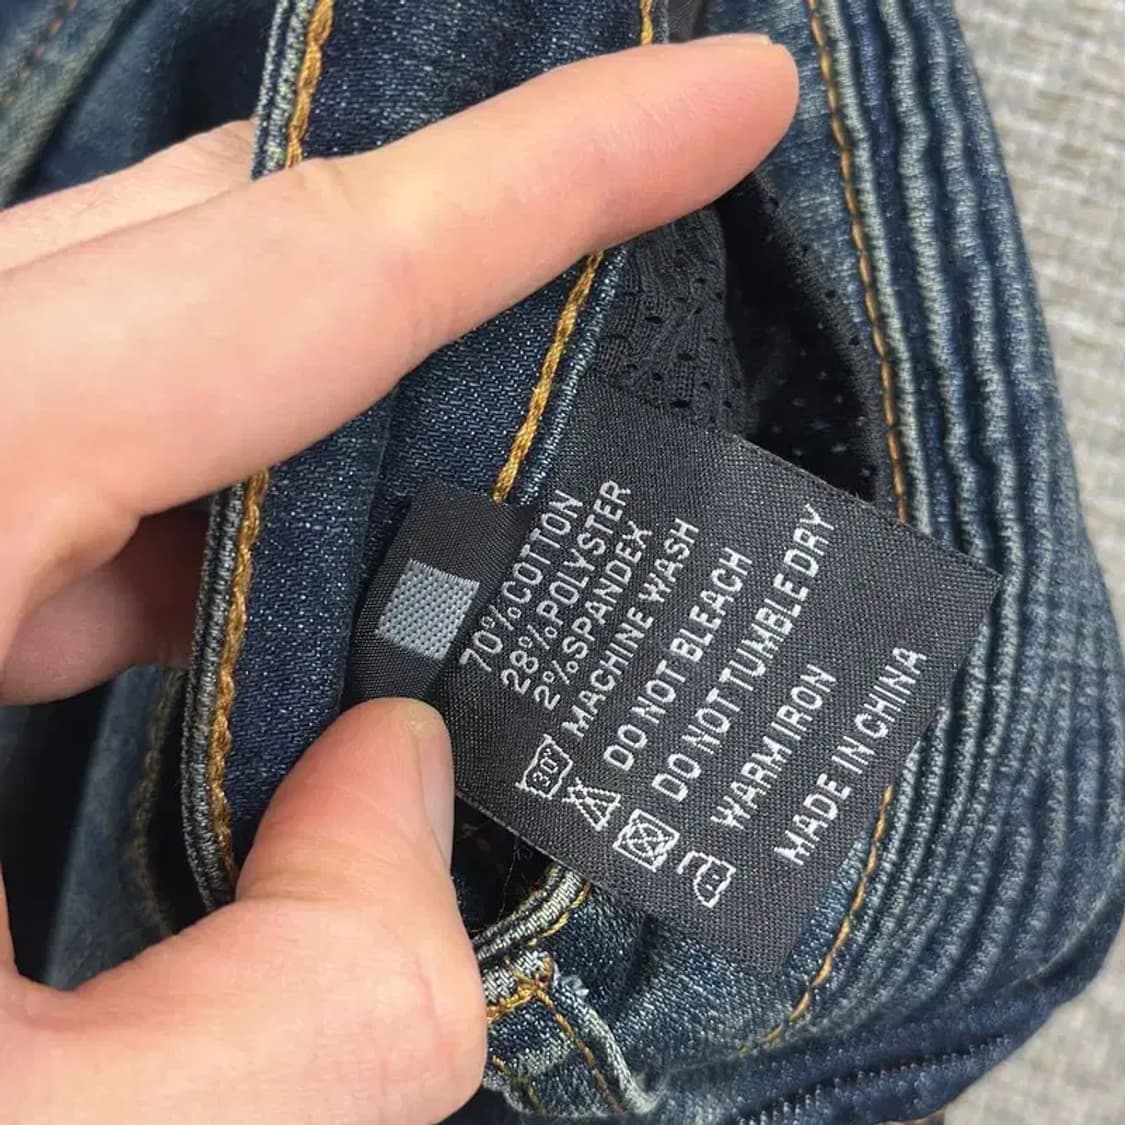 70%COTTON
28%POLYSTER
2%SPANDEX
30° MACHINE WASH
DO NOT BLEACH
DO NOT TUMBLE DRY
WARM IRON
MADE IN CHINA